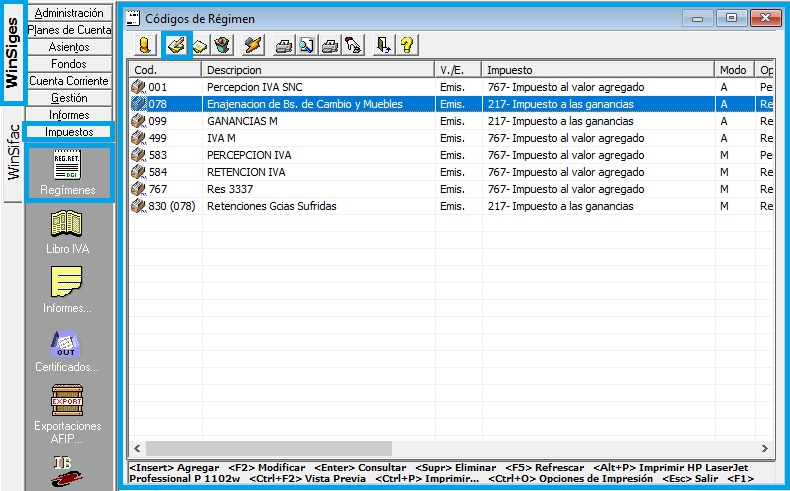 WinSiges
WinSifac
Administración
Planes de Cuenta
Asientos
Fondos
Cuenta Corriente
Gestión
Informes
Impuestos
REG.RET.
DGI
Regímenes
Libro IVA
Informes...
OUT
Certificados...
EXPORT
Exportaciones
AFIP...
IB
Códigos de Régimen
Cod. Descripcion V./E. Impuesto Modo Op
001 Percepcion IVA SNC Emis. 767- Impuesto al valor agregado A Pe
078 Enajenacion de Bs. de Cambio y Muebles Emis. 217- Impuesto a las ganancias A Re
099 GANANCIAS M Emis. 217- Impuesto a las ganancias A Re
499 IVA M Emis. 767- Impuesto al valor agregado A Re
583 PERCEPCION IVA Emis. 767- Impuesto al valor agregado M Pe
584 RETENCION IVA Emis. 767- Impuesto al valor agregado M Re
767 Res 3337 Emis. 767- Impuesto al valor agregado M Re
830 (078) Retenciones Gcias Sufridas Emis. 217- Impuesto a las ganancias M Re
<Insert> Agregar <F2> Modificar <Enter> Consultar <Supr> Eliminar <F5> Refrescar <Alt+P> Imprimir HP LaserJet
Professional P 1102w <Ctrl+F2> Vista Previa <Ctrl+P> Imprimir... <Ctrl+O> Opciones de Impresión <Esc> Salir <F1>